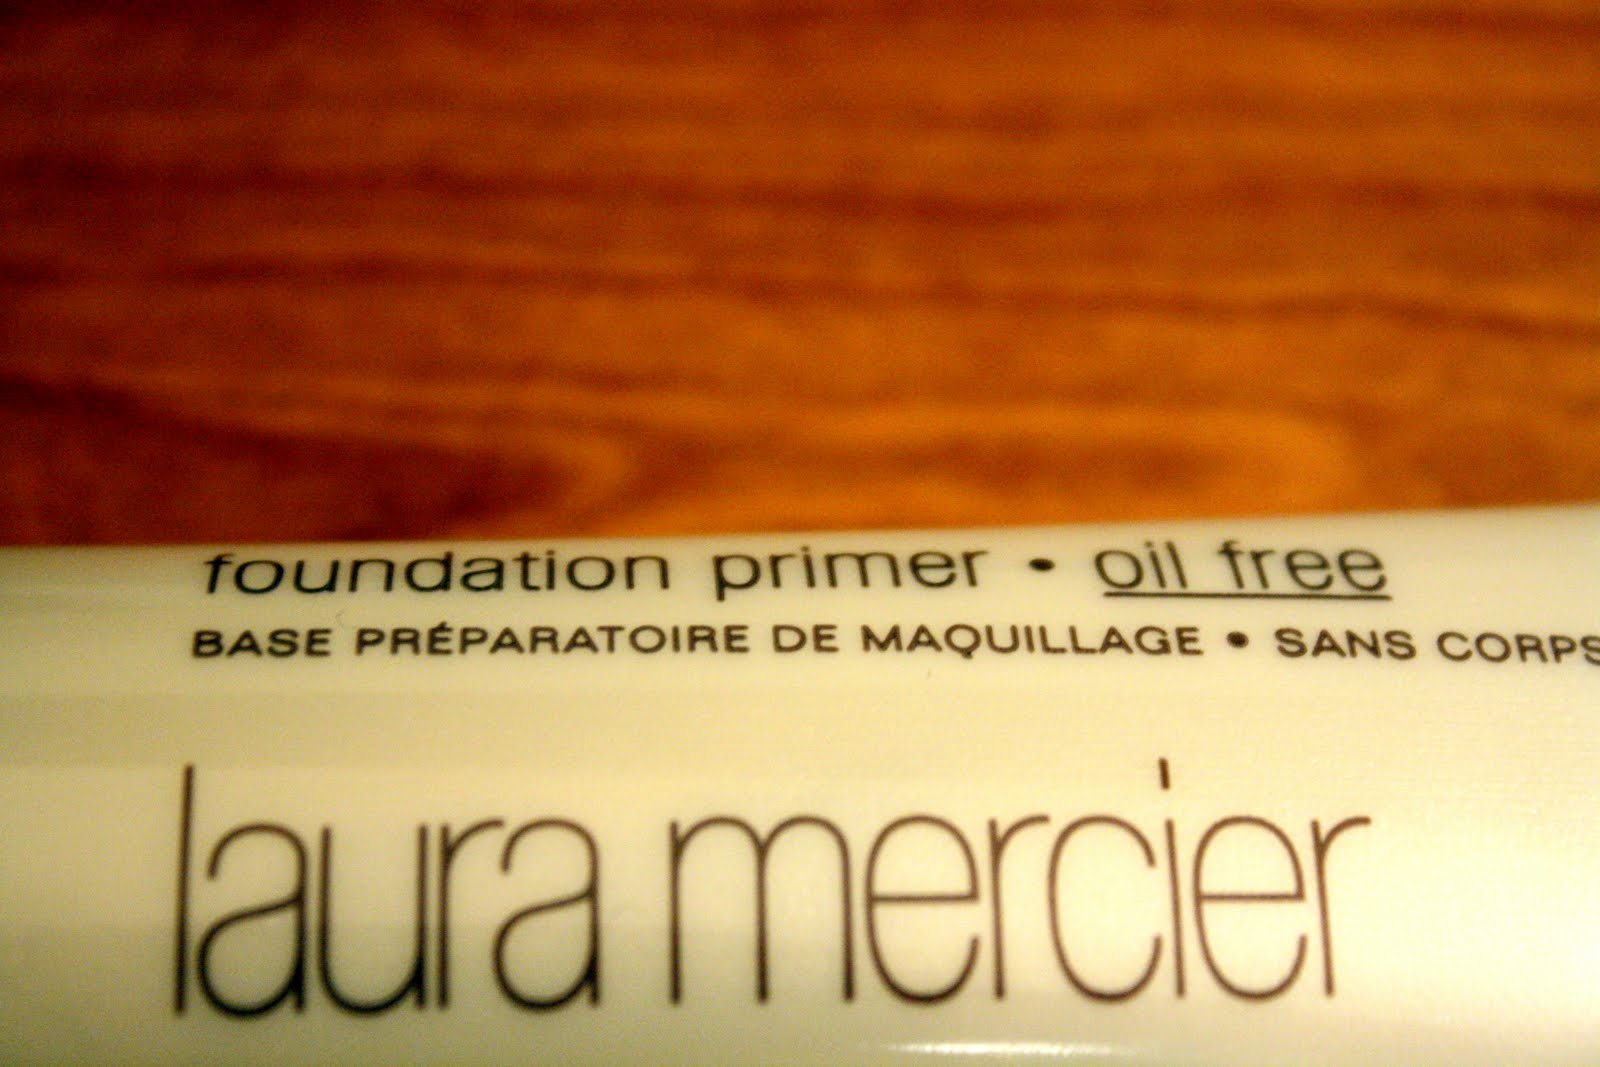 foundation primer • oil free
BASE PRÉPARATOIRE DE MAQUILLAGE • SANS CORPS
laura mercier